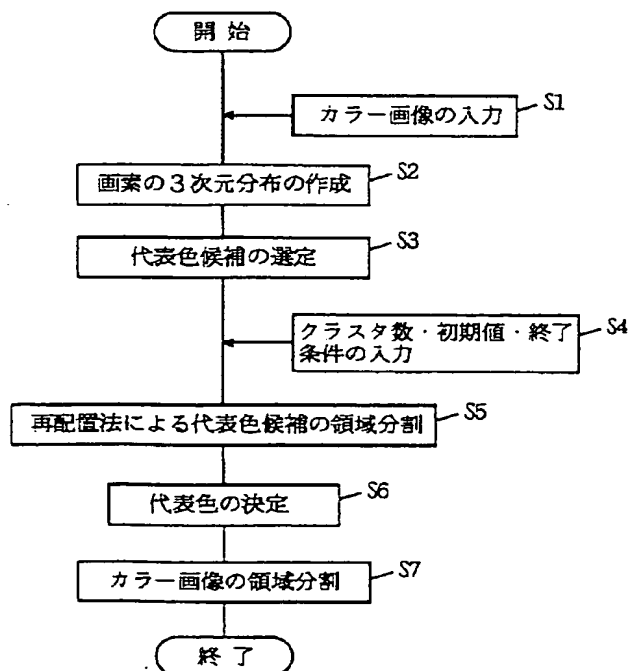 開始
カラー画像の入力
S1
画素の3次元分布の作成
S2
代表色候補の選定
S3
クラスタ数・初期値・終了
条件の入力
S4
再配置法による代表色候補の領域分割
S5
代表色の決定
S6
カラー画像の領域分割
S7
終了